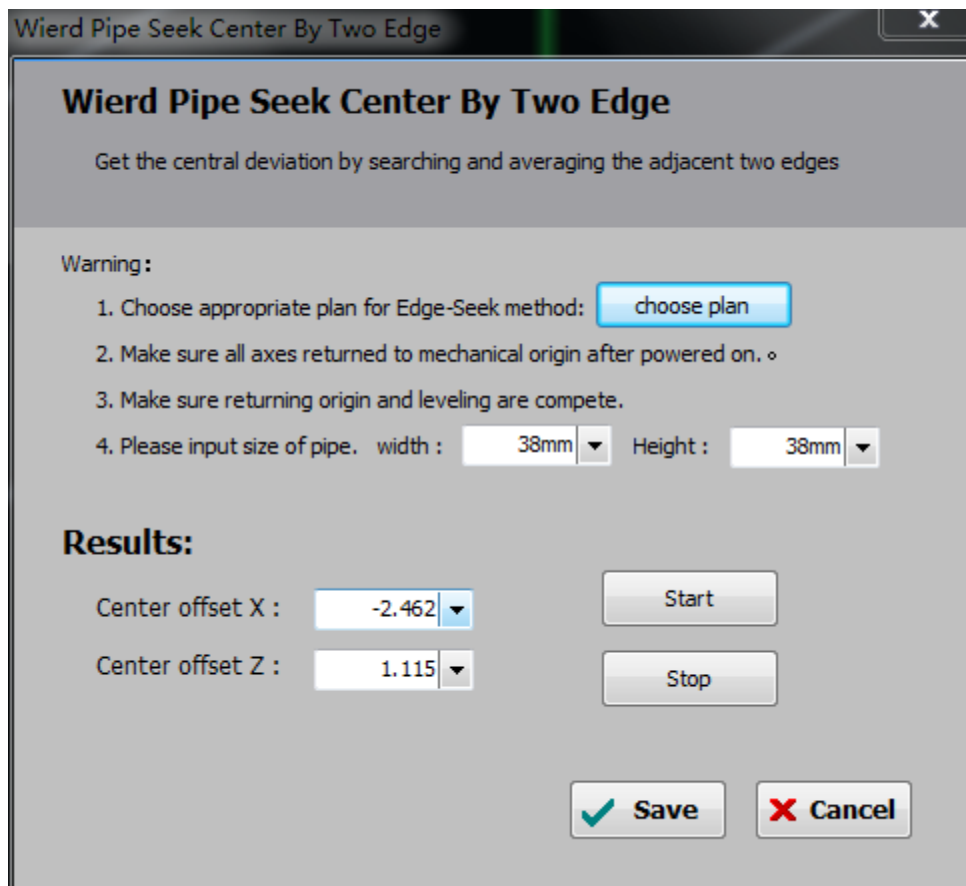 Wierd Pipe Seek Center By Two Edge
X
Wierd Pipe Seek Center By Two Edge
Get the central deviation by searching and averaging the adjacent two edges
Warning:
1. Choose appropriate plan for Edge-Seek method: choose plan
2. Make sure all axes returned to mechanical origin after powered on. 。
3. Make sure returning origin and leveling are compete.
4. Please input size of pipe. width : 38mm Height : 38mm
Results:
Center offset X : -2.462 Start
Center offset Z : 1.115 Stop
Save Cancel